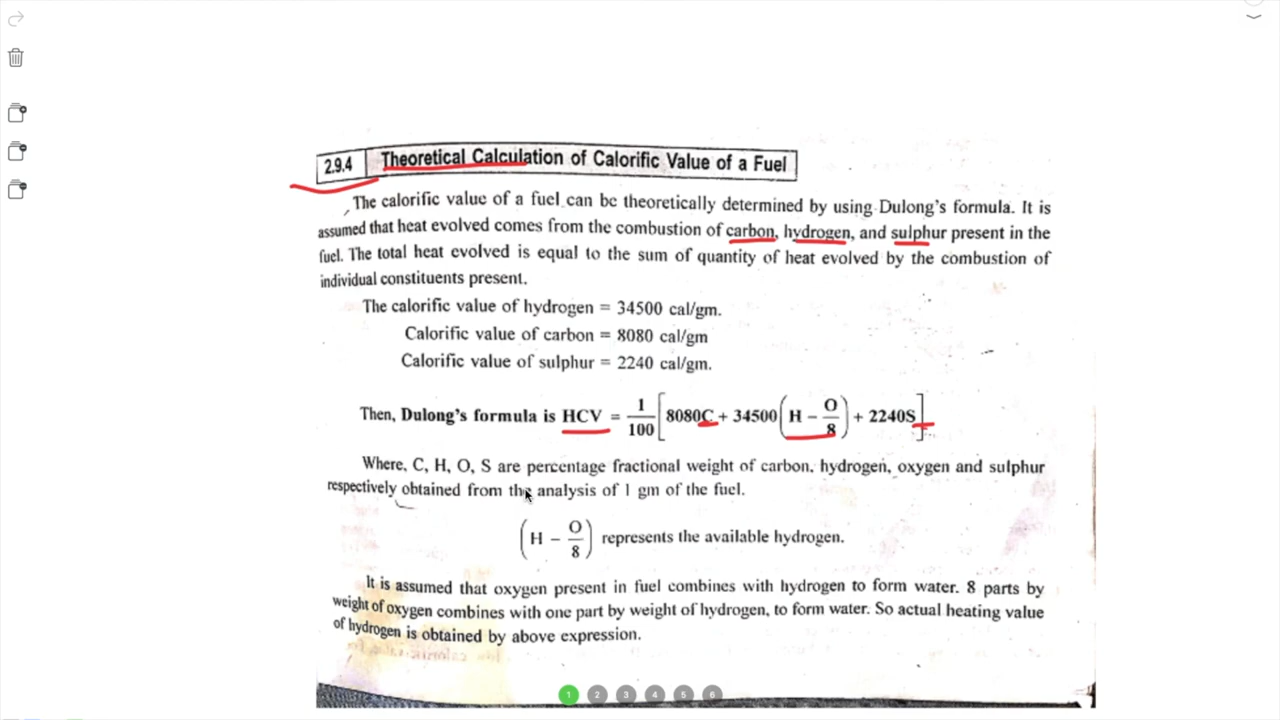 2.9.4 Theoretical Calculation of Calorific Value of a Fuel
The calorific value of a fuel can be theoretically determined by using Dulong's formula. It is
assumed that heat evolved comes from the combustion of carbon, hydrogen, and sulphur present in the
fuel. The total heat evolved is equal to the sum of quantity of heat evolved by the combustion of
individual constituents present.
The calorific value of hydrogen = 34500 cal/gm.
Calorific value of carbon = 8080 cal/gm
Calorific value of sulphur = 2240 cal/gm.
Then, Dulong's formula is HCV = 1/100 [8080C + 34500 (H − O/8) + 2240S]
Where, C, H, O, S are percentage fractional weight of carbon, hydrogen, oxygen and sulphur
respectively obtained from the analysis of 1 gm of the fuel.
(H − O/8) represents the available hydrogen.
It is assumed that oxygen present in fuel combines with hydrogen to form water. 8 parts by
weight of oxygen combines with one part by weight of hydrogen, to form water. So actual heating value
of hydrogen is obtained by above expression.
1 2 3 4 5 6